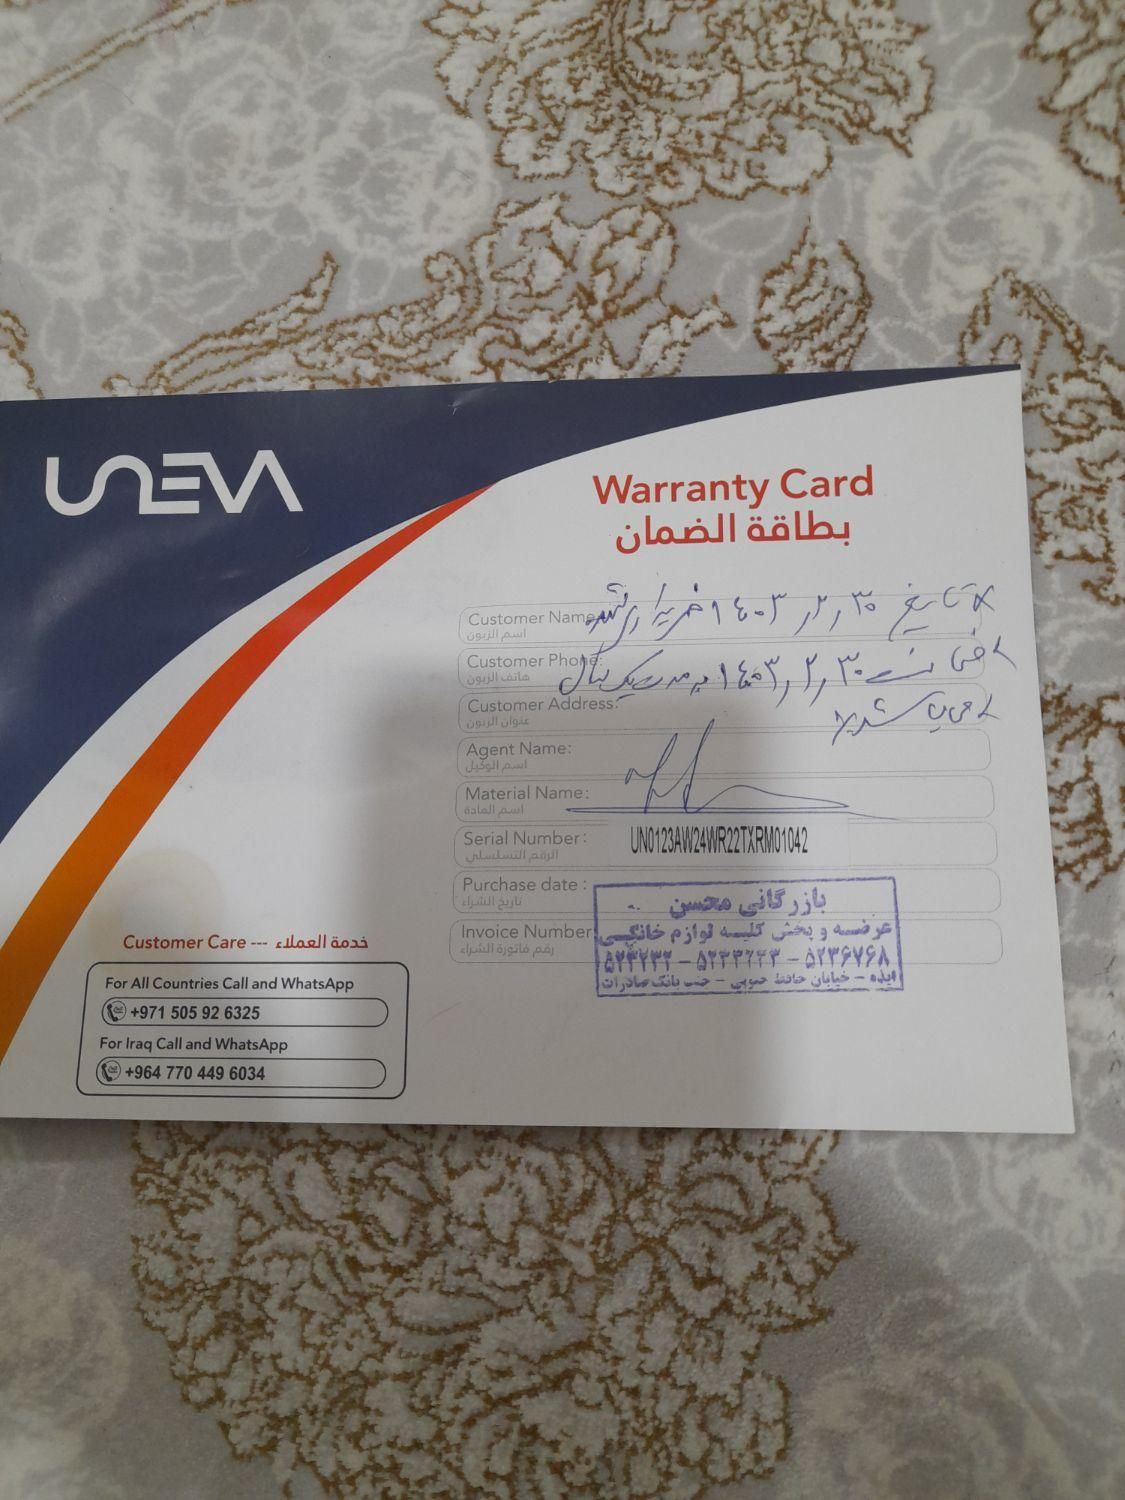 UNEVA
Warranty Card
بطاقة الضمان
تاریخ ۱۴۰۳,۲,۳۰ خریداری شد
Customer Name
اسم الزبون
ضمانت ۱۴۰۳,۲,۳۰ به مدت یک سال
Customer Phone:
هاتف الزبون
می باشد
Customer Address:
عنوان الزبون
Agent Name:
اسم الوكيل
Material Name:
اسم المادة
Serial Number:
الرقم التسلسلي
UN0123AW24WR22TXRM01042
Purchase date :
تاريخ الشراء
Invoice Number
رقم فاتورة الشراء
بازرگانی محسن
عرضه و پخش کلیه لوازم خانگی
۵۲۳۶۷۶۸
ایذه - خیابان حافظ جنوبی - جنب بانک صادرات
Customer Care --- خدمة العملاء
For All Countries Call and WhatsApp
+971 505 92 6325
For Iraq Call and WhatsApp
+964 770 449 6034